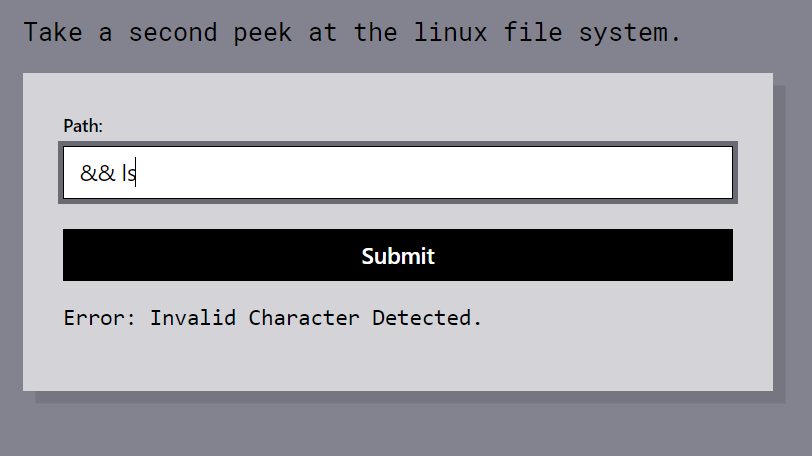 Take a second peek at the linux file system.
Path:
&& ls
Submit
Error: Invalid Character Detected.